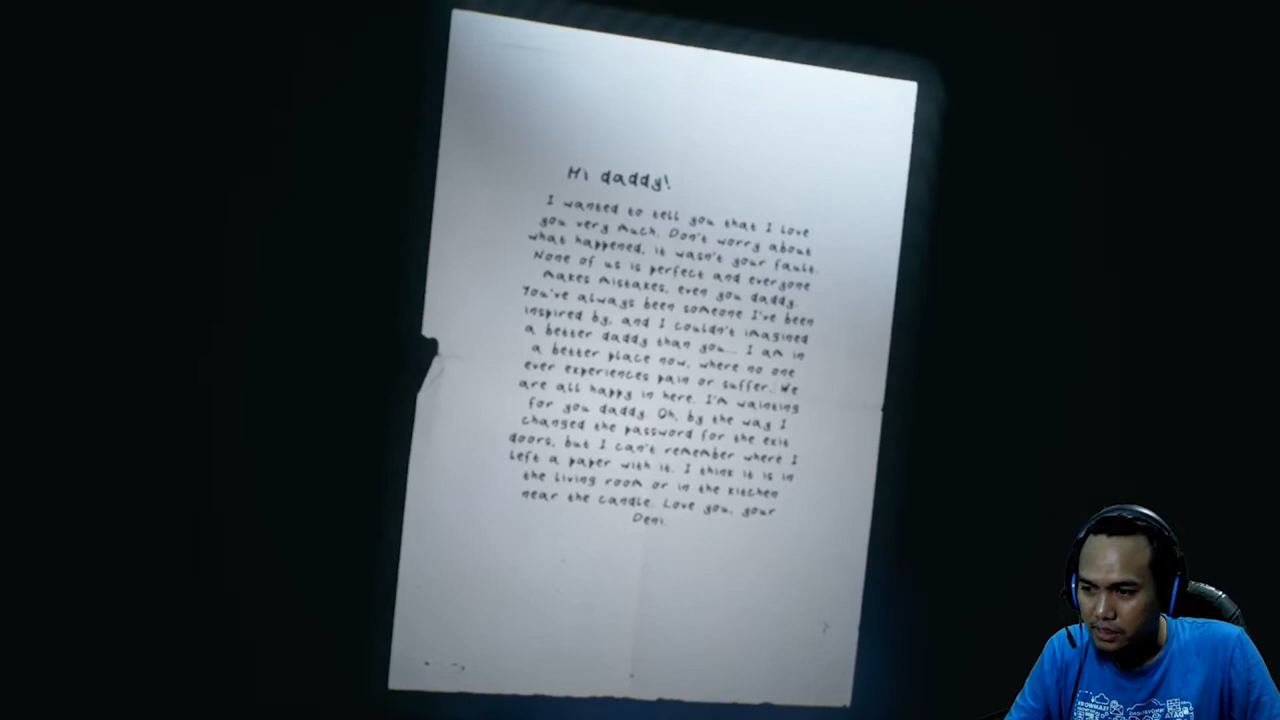 Hi daddy!
I wanted to tell you that I love
you very much. Don't worry about
what happened, it wasn't your fault.
None of us is perfect and everyone
makes mistakes, even you daddy.
You've always been someone I've been
inspired by, and I couldn't imagined
a better daddy than you... I am in
a better place now, where no one
ever experiences pain or suffer. We
are all happy in here. I'm wainting
for you daddy. Oh, by the way I
changed the password for the exit
doors, but I can't remember where I
left a paper with it. I think it is in
the living room or in the kitchen
near the candle. Love you, your
Deni.